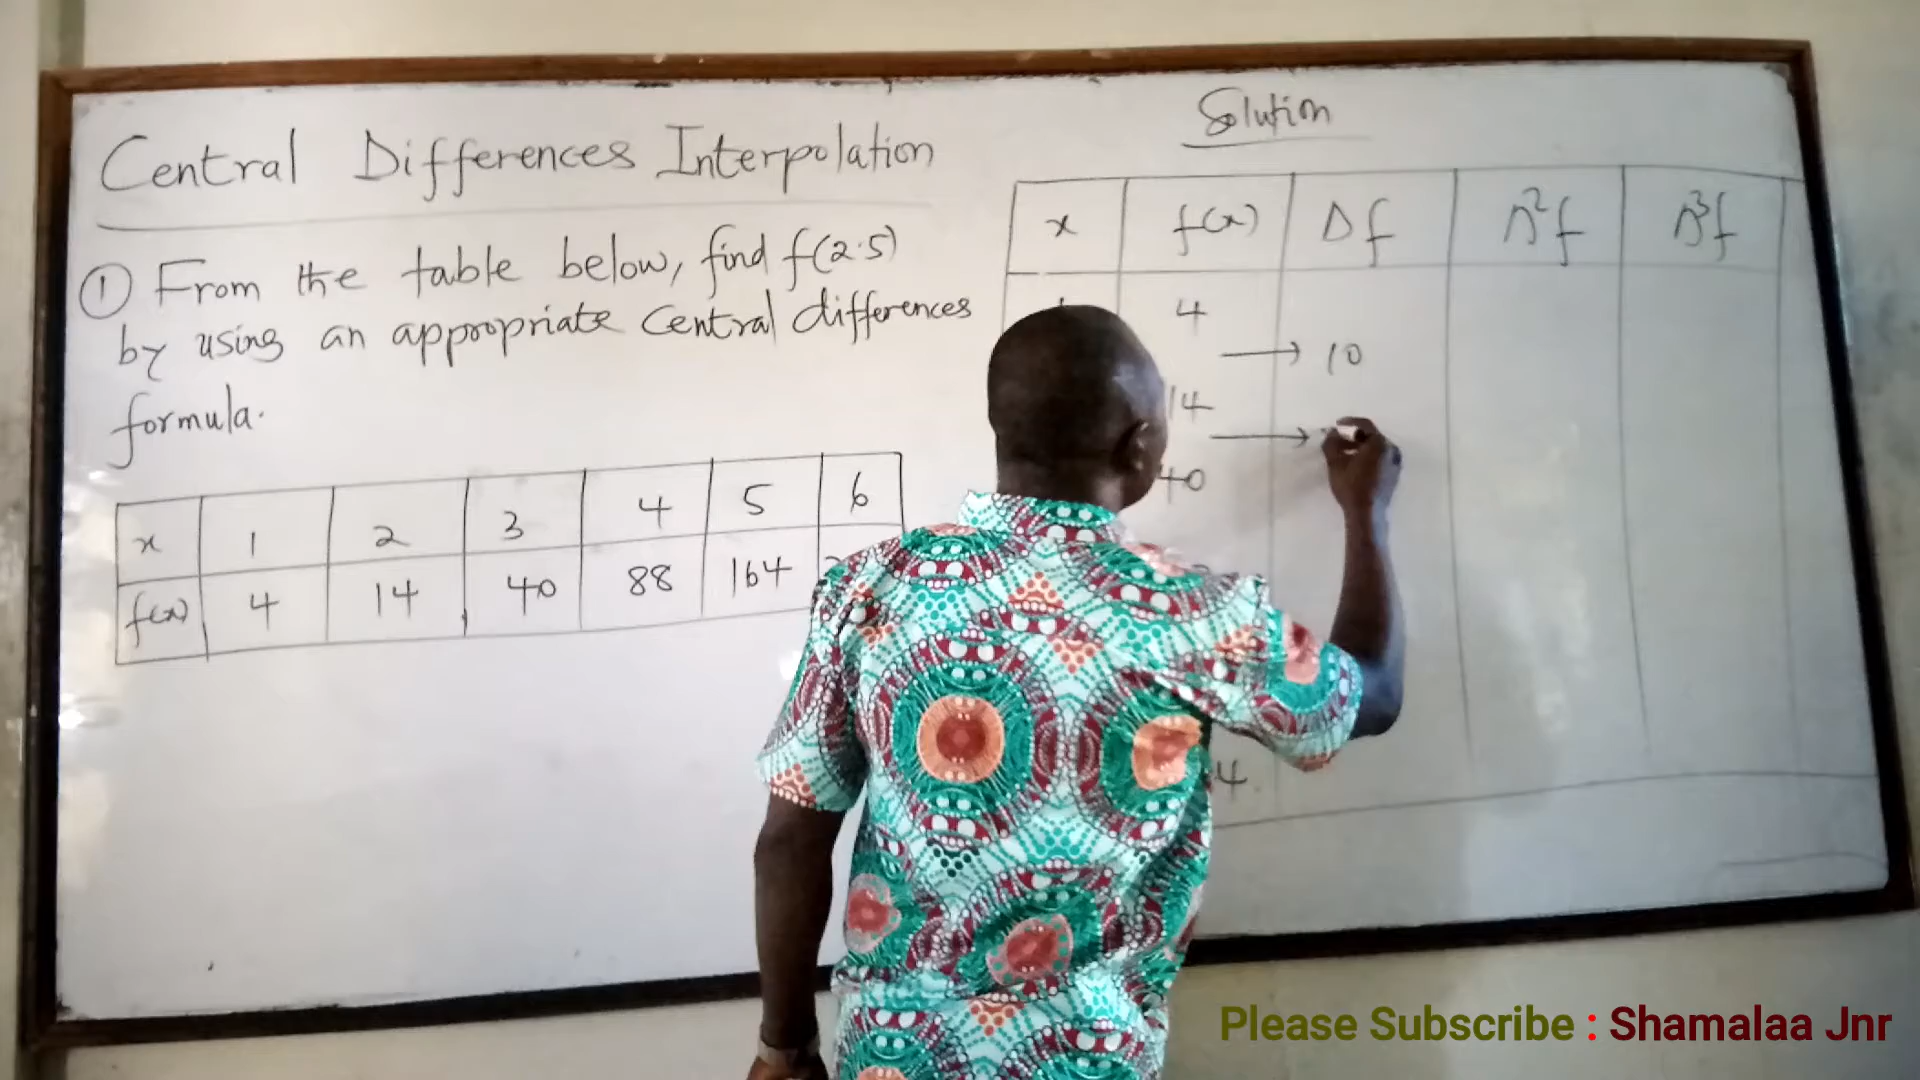 Central Differences Interpolation
① From the table below, find f(2.5)
by using an appropriate Central differences
formula.
x 1 2 3 4 5 6
f(x) 4 14 40 88 164
Solution
x f(x) Δf Δ²f Δ³f
4
→ 10
14
→
40
4
Please Subscribe : Shamalaa Jnr